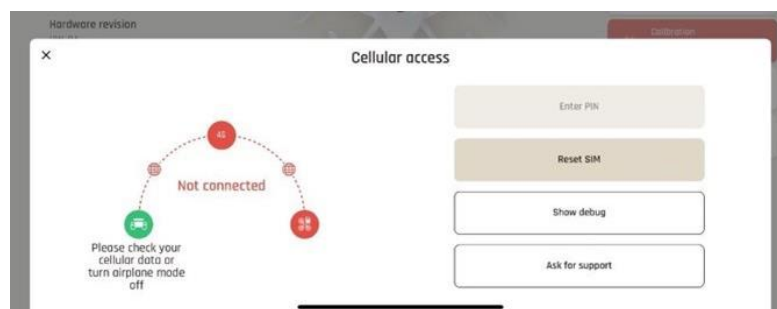 Hardware revision
Calibration
Cellular access
Enter PIN
4G
Reset SIM
Not connected
Show debug
Please check your
cellular data or
turn airplane mode
off
Ask for support